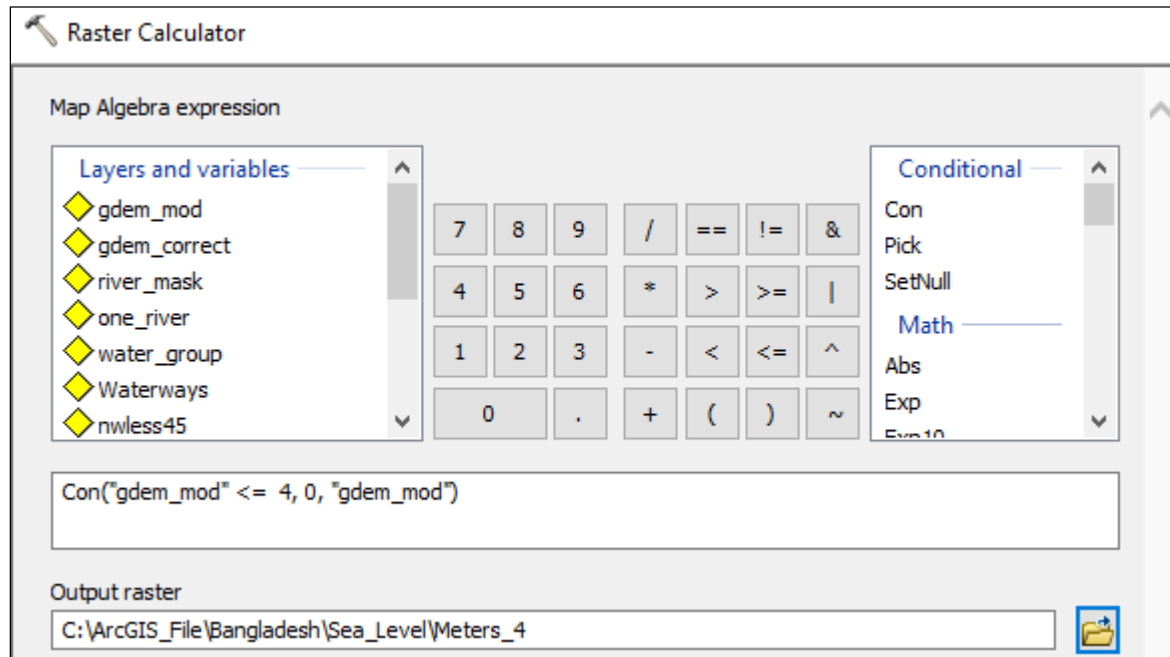 Raster Calculator
Map Algebra expression
Layers and variables
gdem_mod
gdem_correct
river_mask
one_river
water_group
Waterways
nwless45
7 8 9 / == != &
4 5 6 * > >= |
1 2 3 - < <= ^
0 . + ( ) ~
Conditional
Con
Pick
SetNull
Math
Abs
Exp
Exp10
Con("gdem_mod" <= 4, 0, "gdem_mod")
Output raster
C:\ArcGIS_File\Bangladesh\Sea_Level\Meters_4